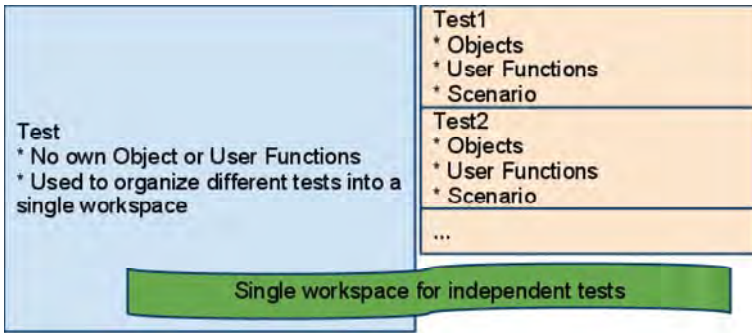 Test
* No own Object or User Functions
* Used to organize different tests into a
single workspace
Test1
* Objects
* User Functions
* Scenario
Test2
* Objects
* User Functions
* Scenario
...
Single workspace for independent tests